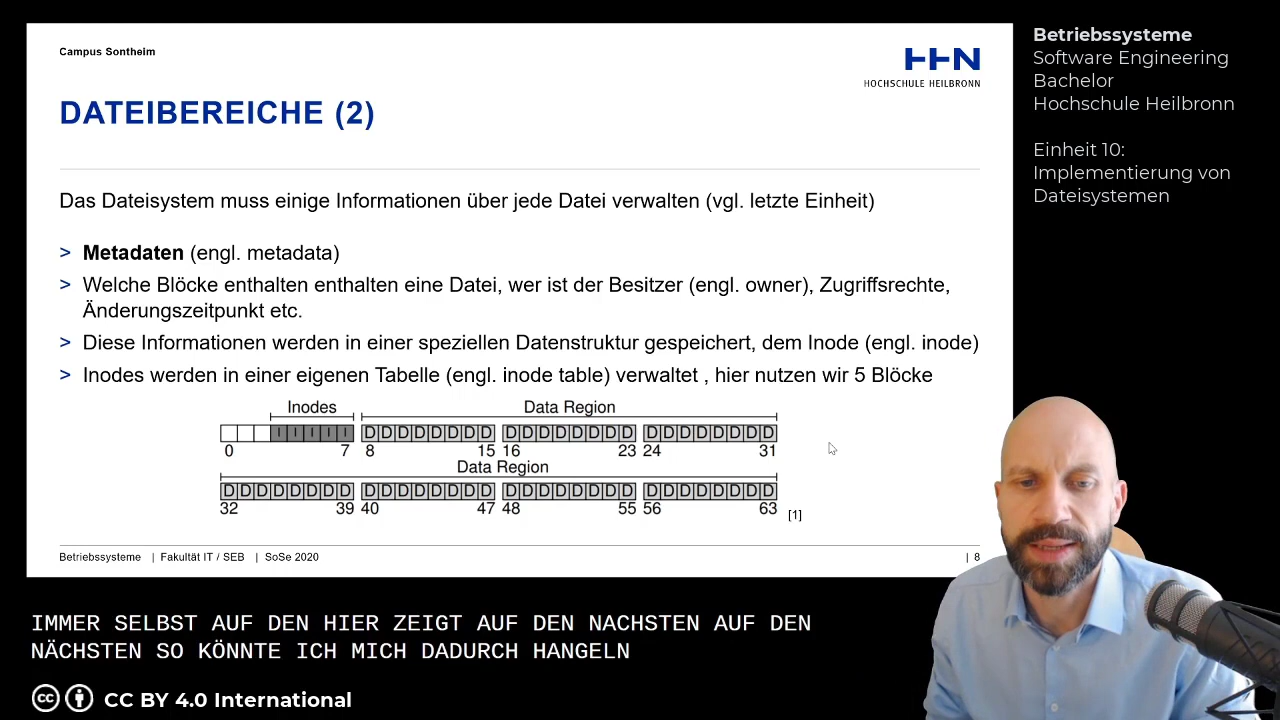 Campus Sontheim
HHN
HOCHSCHULE HEILBRONN
DATEIBEREICHE (2)
Das Dateisystem muss einige Informationen über jede Datei verwalten (vgl. letzte Einheit)
> Metadaten (engl. metadata)
> Welche Blöcke enthalten enthalten eine Datei, wer ist der Besitzer (engl. owner), Zugriffsrechte,
Änderungszeitpunkt etc.
> Diese Informationen werden in einer speziellen Datenstruktur gespeichert, dem Inode (engl. inode)
> Inodes werden in einer eigenen Tabelle (engl. inode table) verwaltet , hier nutzen wir 5 Blöcke
Inodes Data Region
I I I I I D D D D D D D D D D D D D D D D D D D D D D D D
0 7 8 15 16 23 24 31
Data Region
D D D D D D D D D D D D D D D D D D D D D D D D D D D D D D D D
32 39 40 47 48 55 56 63
[1]
Betriebssysteme | Fakultät IT / SEB | SoSe 2020 | 8
Betriebssysteme
Software Engineering
Bachelor
Hochschule Heilbronn
Einheit 10:
Implementierung von
Dateisystemen
IMMER SELBST AUF DEN HIER ZEIGT AUF DEN NACHSTEN AUF DEN
NÄCHSTEN SO KÖNNTE ICH MICH DADURCH HANGELN
cc CC BY 4.0 International